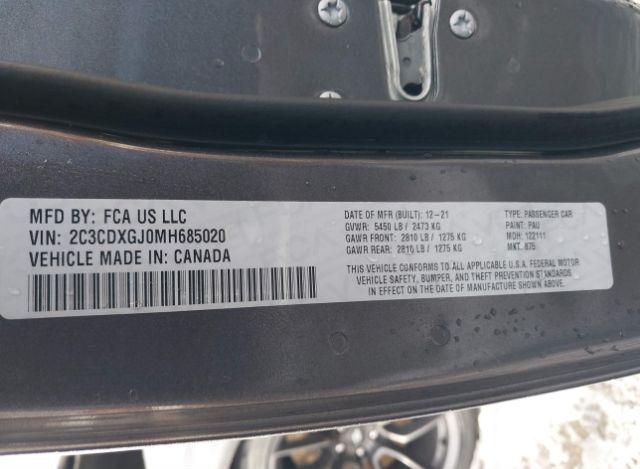 MFD BY: FCA US LLC
VIN: 2C3CDXGJ0MH685020
VEHICLE MADE IN: CANADA
DATE OF MFR (BUILT): 12-21
GVWR: 5450 LB / 2473 KG
GAWR FRONT: 2810 LB / 1275 KG
GAWR REAR: 2810 LB / 1275 KG
TYPE: PASSENGER CAR
PAINT: PAU
MDH: 122111
MKT: 875
THIS VEHICLE CONFORMS TO ALL APPLICABLE U.S.A. FEDERAL MOTOR
VEHICLE SAFETY, BUMPER, AND THEFT PREVENTION STANDARDS
IN EFFECT ON THE DATE OF MANUFACTURE SHOWN ABOVE.